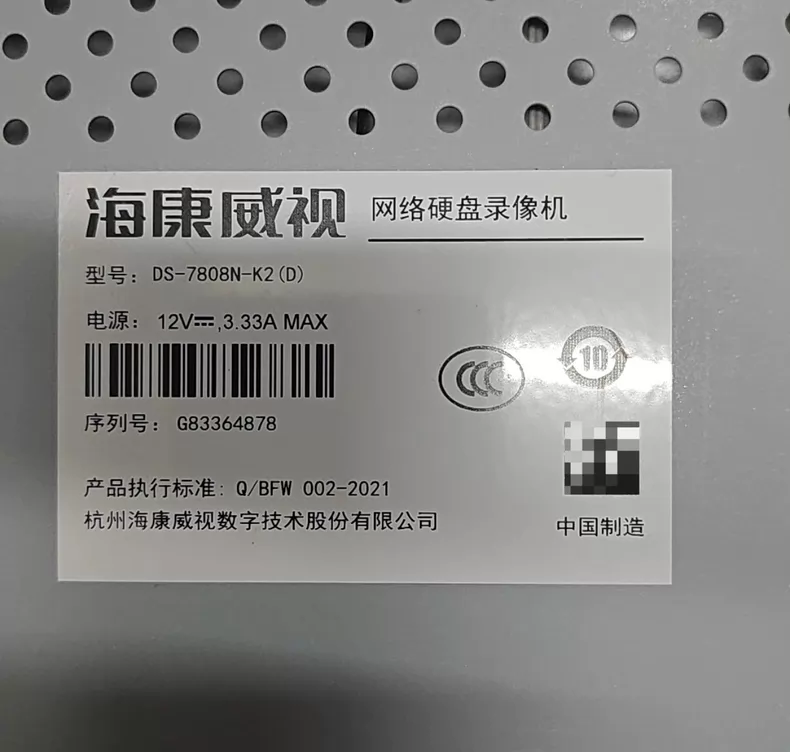 海康威视 网络硬盘录像机
型号: DS-7808N-K2(D)
电源: 12V⎓,3.33A MAX
序列号: G83364878
CCC
10
产品执行标准: Q/BFW 002-2021
杭州海康威视数字技术股份有限公司
中国制造